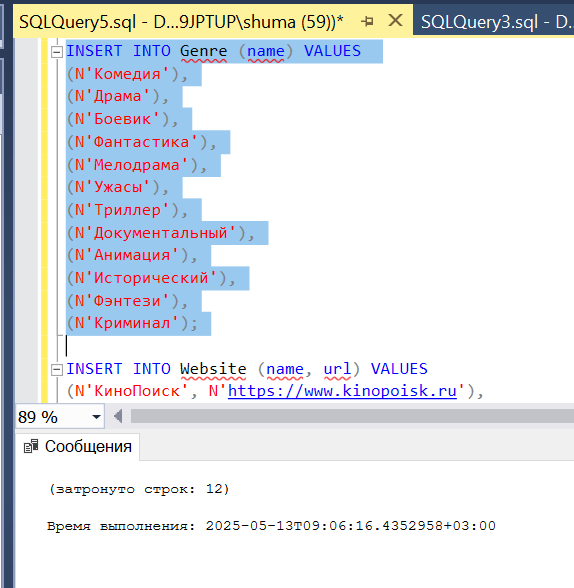 SQLQuery5.sql - D...9JPTUP\shuma (59))*
SQLQuery3.sql - D.
INSERT INTO Genre (name) VALUES
(N'Комедия'),
(N'Драма'),
(N'Боевик'),
(N'Фантастика'),
(N'Мелодрама'),
(N'Ужасы'),
(N'Триллер'),
(N'Документальный'),
(N'Анимация'),
(N'Исторический'),
(N'Фэнтези'),
(N'Криминал');
INSERT INTO Website (name, url) VALUES
(N'КиноПоиск', N'https://www.kinopoisk.ru'),
89 %
Сообщения
(затронуто строк: 12)
Время выполнения: 2025-05-13T09:06:16.4352958+03:00